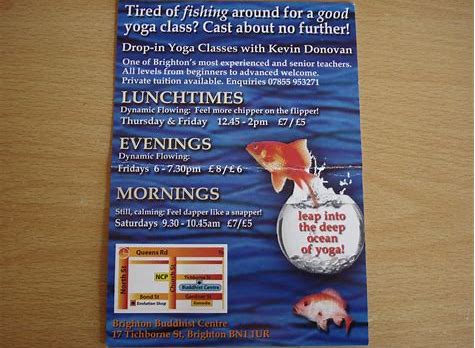 Tired of fishing around for a good
yoga class? Cast about no further!
Drop-in Yoga Classes with Kevin Donovan
One of Brighton's most experienced and senior teachers.
All levels from beginners to advanced welcome.
Private tuition available. Enquiries 07855 953271
LUNCHTIMES
Dynamic Flowing: Feel more chipper on the flipper!
Thursday & Friday 12.45 - 2pm £7/£5
EVENINGS
Dynamic Flowing:
Fridays 6 - 7.30pm £8/£6
MORNINGS
Still, calming: Feel dapper like a snapper!
Saturdays 9.30 - 10.45am £7/£5
leap into
the deep
ocean
of yoga!
Queens Rd
North St
NCP
Church St
Tichborne St
Buddhist Centre
Bond St
Gardner St
Evolution Shop
Brighton Buddhist Centre
17 Tichborne St, Brighton BN1 1UR